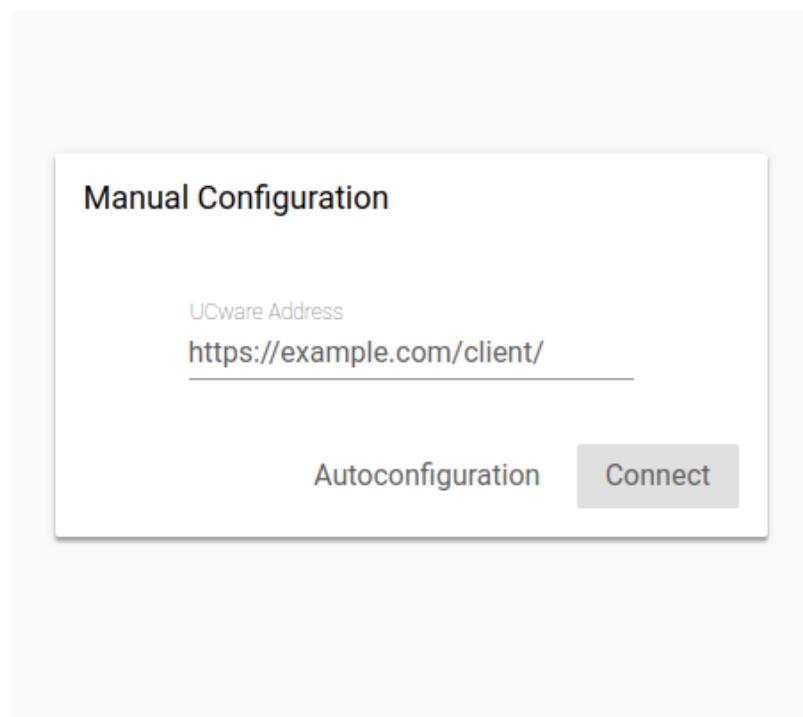 Manual Configuration
UCware Address
https://example.com/client/
Autoconfiguration Connect